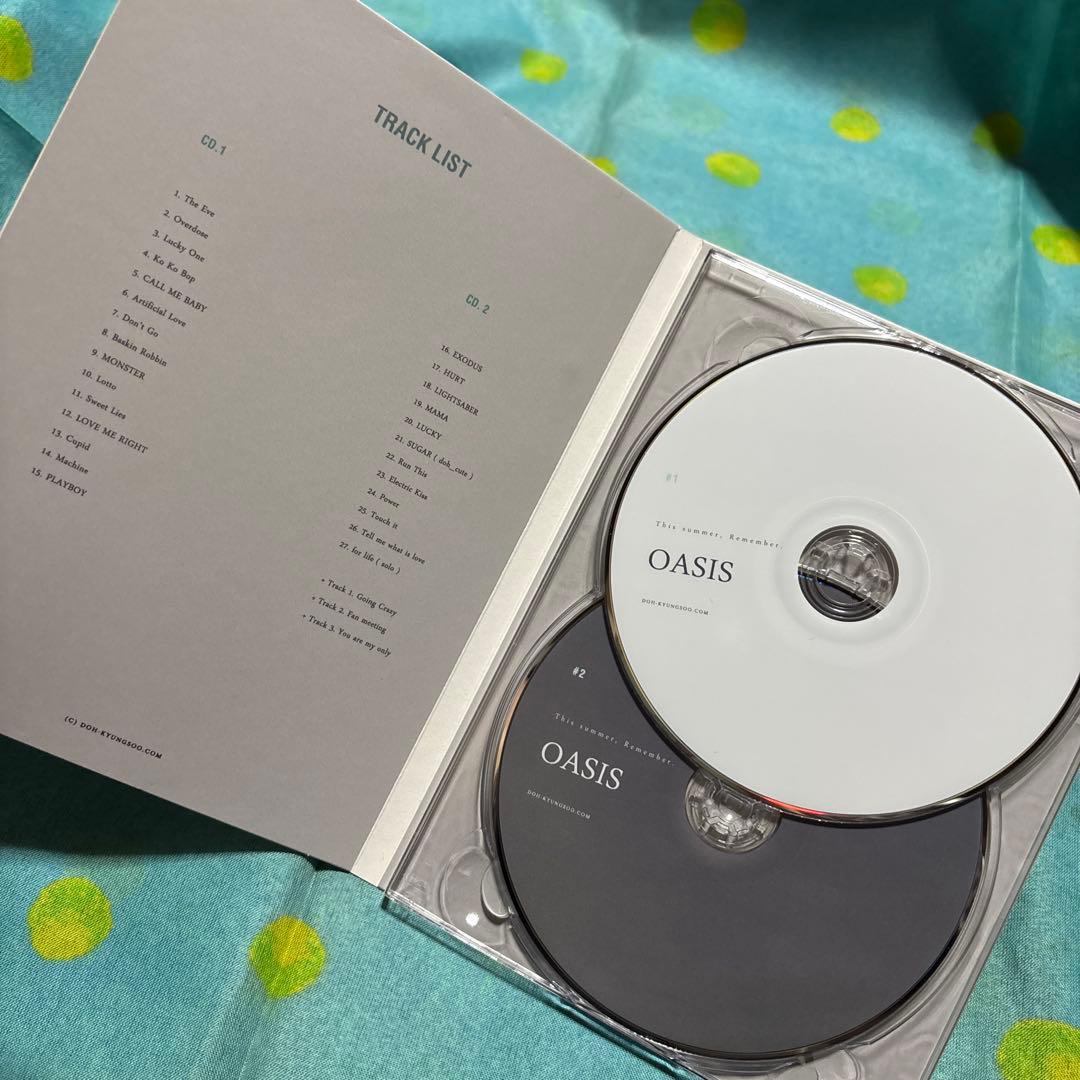 TRACK LIST
CD.1
1. The Eve
2. Overdose
3. Lucky One
4. Ko Ko Bop
5. CALL ME BABY
6. Artificial Love
7. Don't Go
8. Baskin Robbin
9. MONSTER
10. Lotto
11. Sweet Lies
12. LOVE ME RIGHT
13. Cupid
14. Machine
15. PLAYBOY
CD. 2
16. EXODUS
17. HURT
18. LIGHTSABER
19. MAMA
20. LUCKY
21. SUGAR ( doh_cute )
22. Run This
23. Electric Kiss
24. Power
25. Touch it
26. Tell me what is love
27. for life ( solo )
+ Track 1. Going Crazy
+ Track 2. Fan meeting
+ Track 3. You are my only
(C) DOH-KYUNGSOO.COM
#1
This summer, Remember.
OASIS
DOH-KYUNGSOO.COM
#2
This summer, Remember.
OASIS
DOH-KYUNGSOO.COM